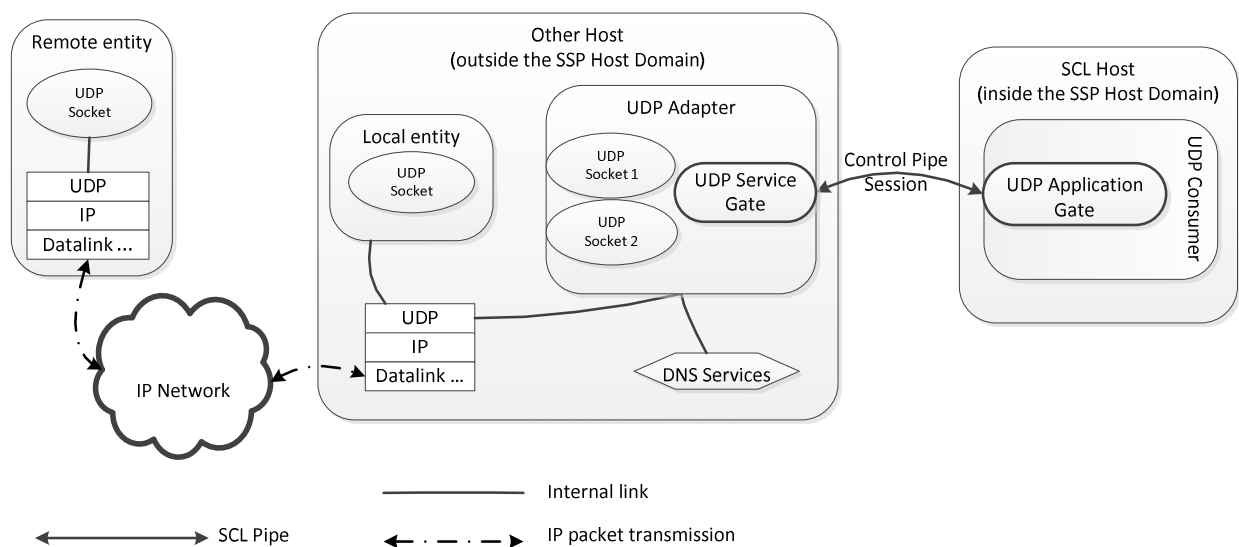 Remote entity
UDP
Socket
UDP
IP
Datalink ...
IP Network
Other Host
(outside the SSP Host Domain)
Local entity
UDP
Socket
UDP Adapter
UDP
Socket 1
UDP
Socket 2
UDP Service
Gate
UDP
IP
Datalink ...
DNS Services
Control Pipe
Session
SCL Host
(inside the SSP Host Domain)
UDP Application
Gate
UDP Consumer
Internal link
SCL Pipe
IP packet transmission